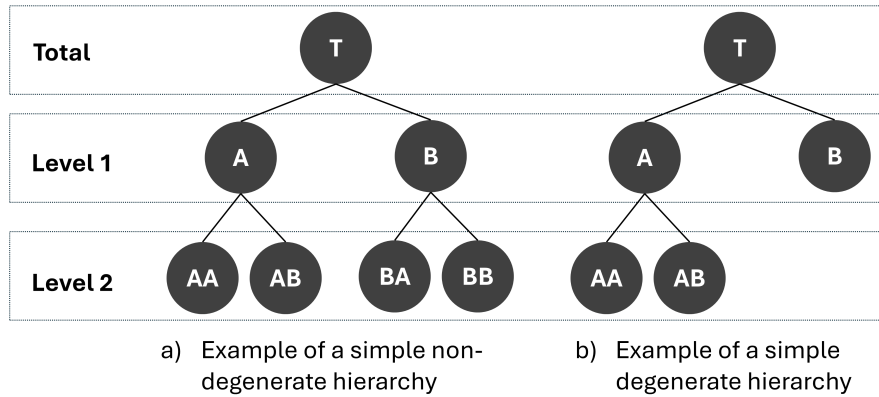 Total
T
T
Level 1
A
B
A
B
Level 2
AA
AB
BA
BB
AA
AB
a) Example of a simple non-
degenerate hierarchy
b) Example of a simple
degenerate hierarchy